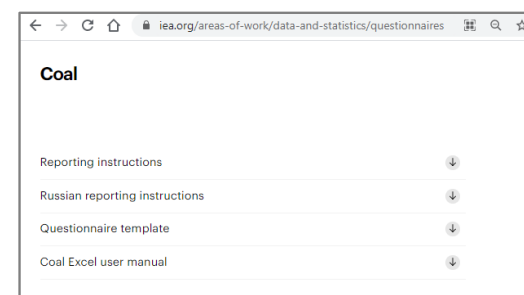 iea.org/areas-of-work/data-and-statistics/questionnaires
Coal
Reporting instructions
Russian reporting instructions
Questionnaire template
Coal Excel user manual